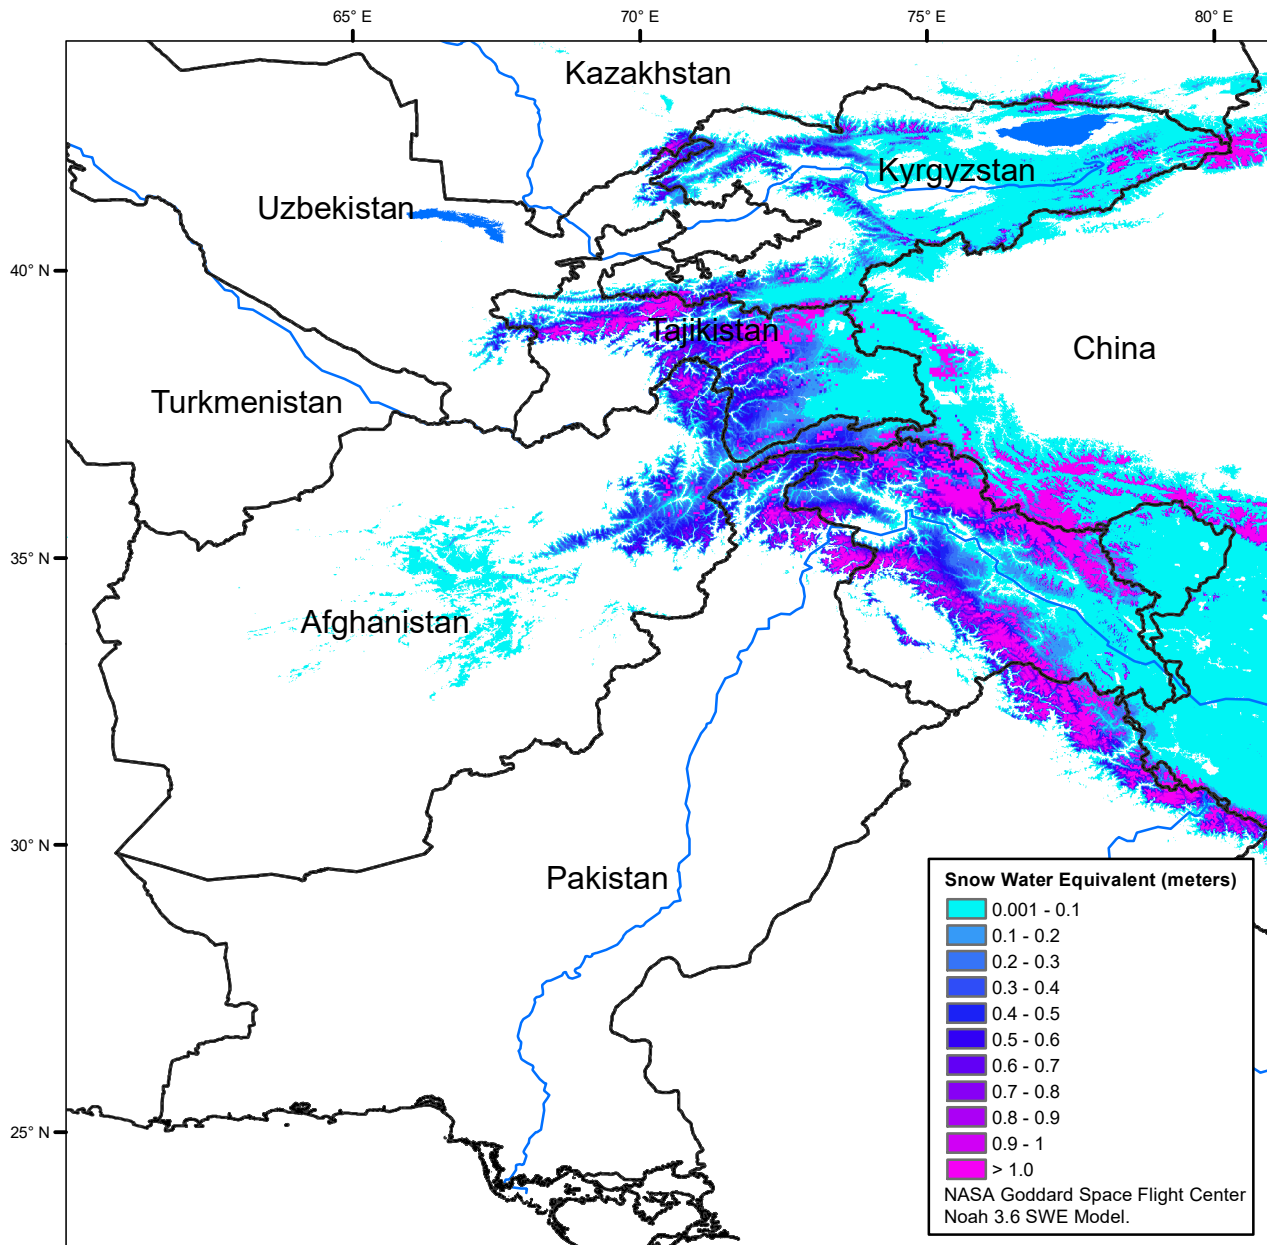 65° E
70° E
75° E
80° E
Kazakhstan
Kyrgyzstan
Uzbekistan
40° N
Tajikistan
China
Turkmenistan
35° N
Afghanistan
30° N
Pakistan
Snow Water Equivalent (meters)
0.001 - 0.1
0.1 - 0.2
0.2 - 0.3
0.3 - 0.4
0.4 - 0.5
0.5 - 0.6
0.6 - 0.7
0.7 - 0.8
0.8 - 0.9
0.9 - 1
> 1.0
NASA Goddard Space Flight Center
Noah 3.6 SWE Model.
25° N